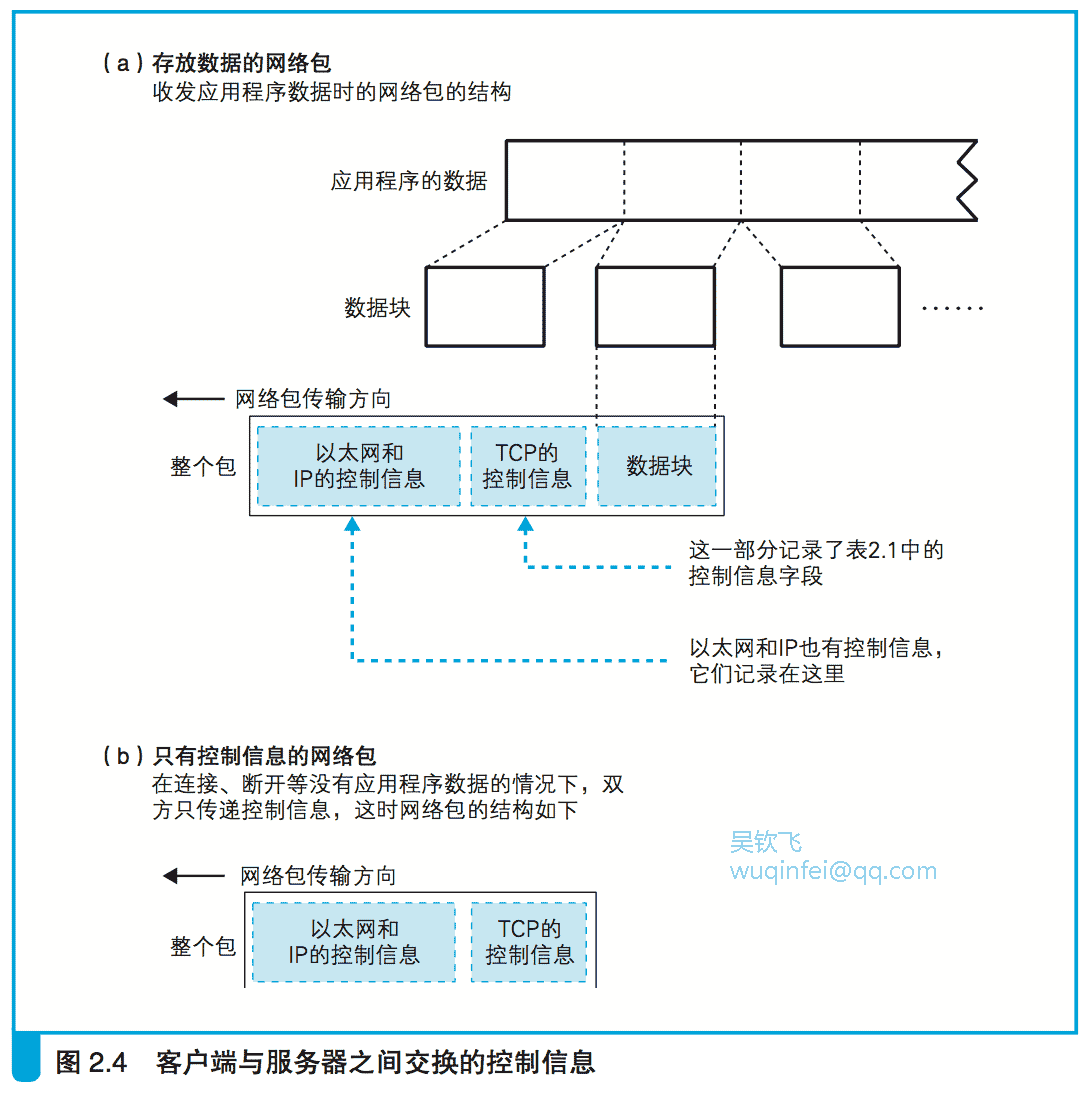 （a）存放数据的网络包
收发应用程序数据时的网络包的结构
应用程序的数据
数据块
……
网络包传输方向
整个包
以太网和
IP的控制信息
TCP的
控制信息
数据块
这一部分记录了表2.1中的
控制信息字段
以太网和IP也有控制信息，
它们记录在这里
（b）只有控制信息的网络包
在连接、断开等没有应用程序数据的情况下，双
方只传递控制信息，这时网络包的结构如下
吴钦飞
wuqinfei@qq.com
网络包传输方向
整个包
以太网和
IP的控制信息
TCP的
控制信息
图 2.4 客户端与服务器之间交换的控制信息